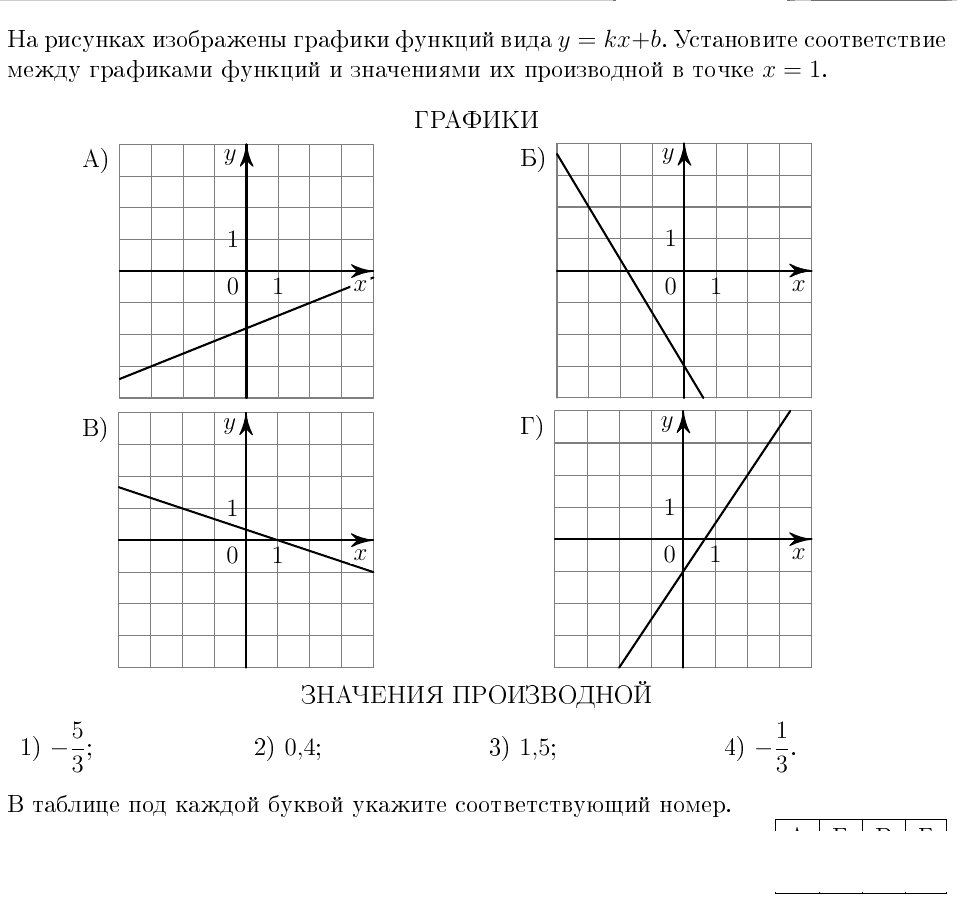 На рисунках изображены графики функций вида y = kx+b. Установите соответствие
между графиками функций и значениями их производной в точке x = 1.
ГРАФИКИ
А) y 1 0 1 x
Б) y 1 0 1 x
В) y 1 0 1 x
Г) y 1 0 1 x
ЗНАЧЕНИЯ ПРОИЗВОДНОЙ
1) −5/3; 2) 0,4; 3) 1,5; 4) −1/3.
В таблице под каждой буквой укажите соответствующий номер.